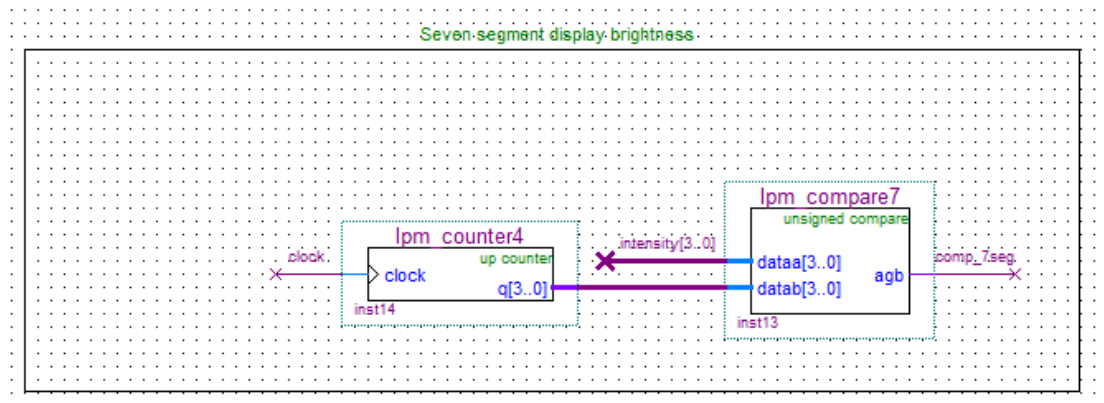 Seven segment display brightness
lpm_counter4
up counter
clock
clock
q[3..0]
inst14
lpm_compare7
unsigned compare
intensity[3..0]
dataa[3..0]
datab[3..0]
agb
comp_7seg
inst13